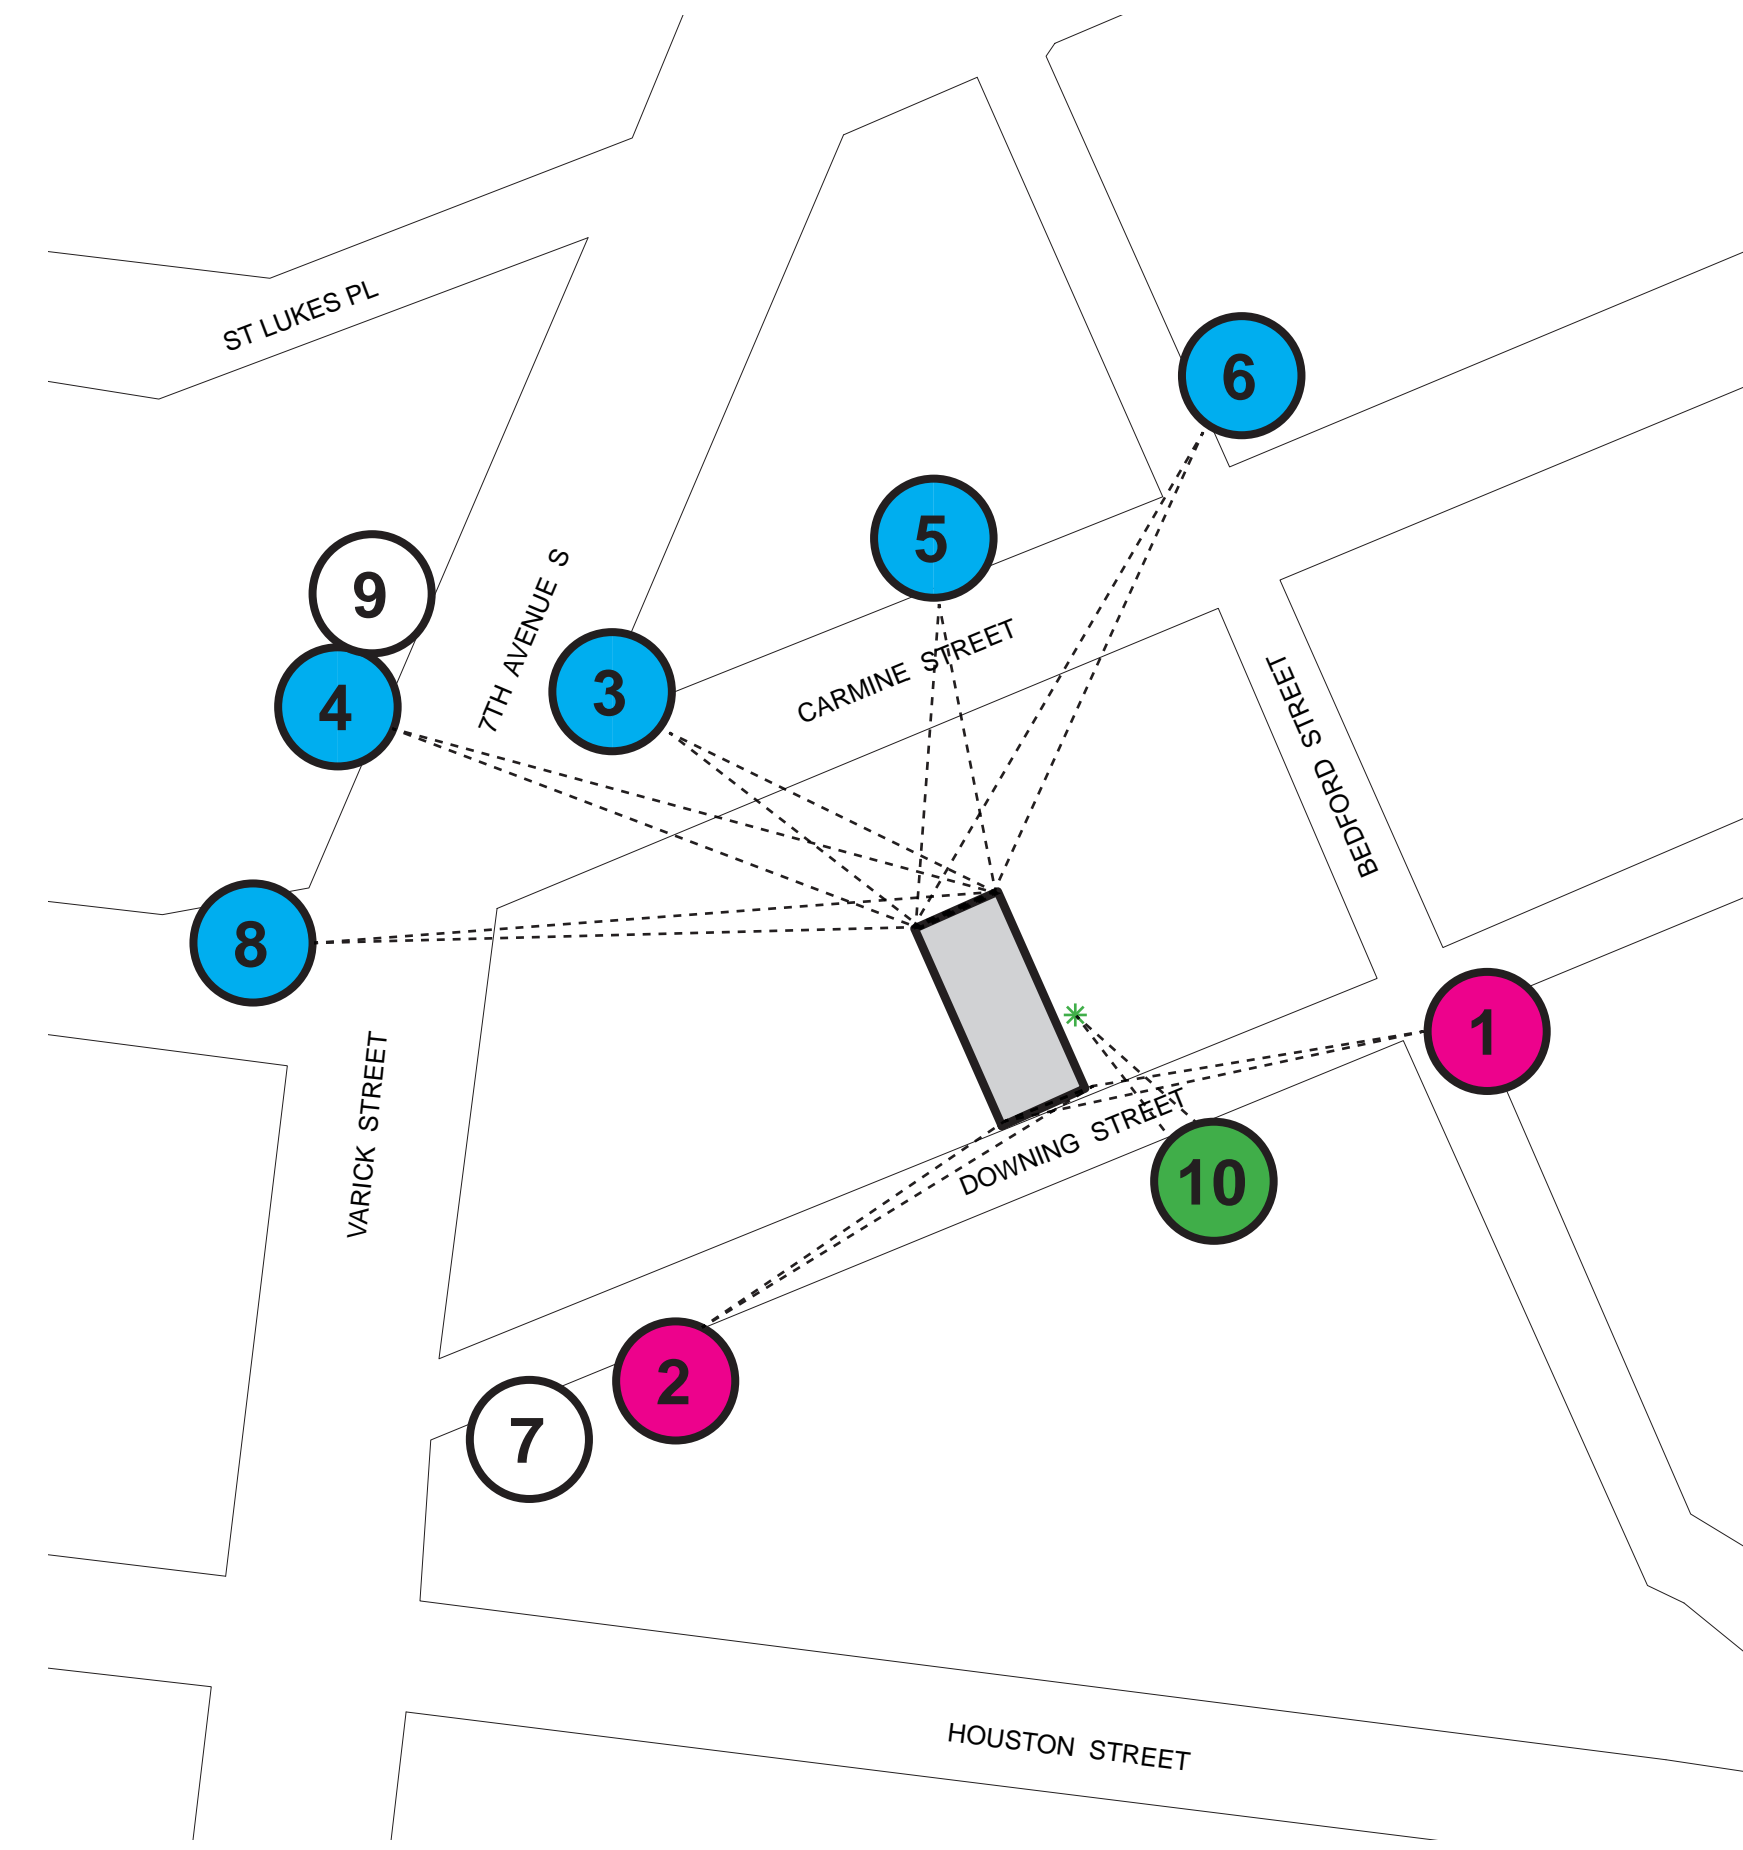 ST LUKES PL
6
5
9
7TH AVENUE S
CARMINE STREET
3
4
BEDFORD STREET
8
1
VARICK STREET
DOWNING STREET
10
2
7
HOUSTON STREET